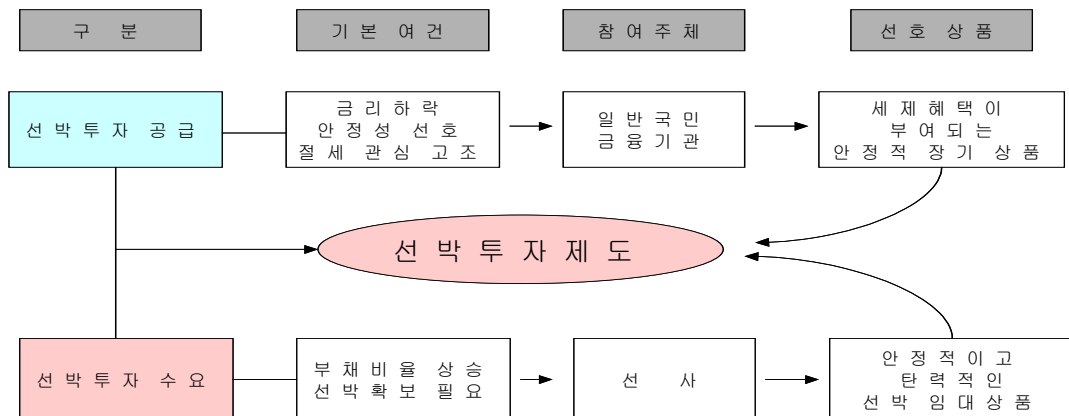 구 분
기 본 여 건
참 여 주 체
선 호 상 품
선 박 투 자 공 급
금 리 하 락
안 정 성 선 호
절 세 관 심 고 조
일 반 국 민
금 융 기 관
세 제 혜 택 이
부 여 되 는
안 정 적 장 기 상 품
선 박 투 자 제 도
선 박 투 자 수 요
부 채 비 율 상 승
선 박 확 보 필 요
선 사
안 정 적 이 고
탄 력 적 인
선 박 임 대 상 품